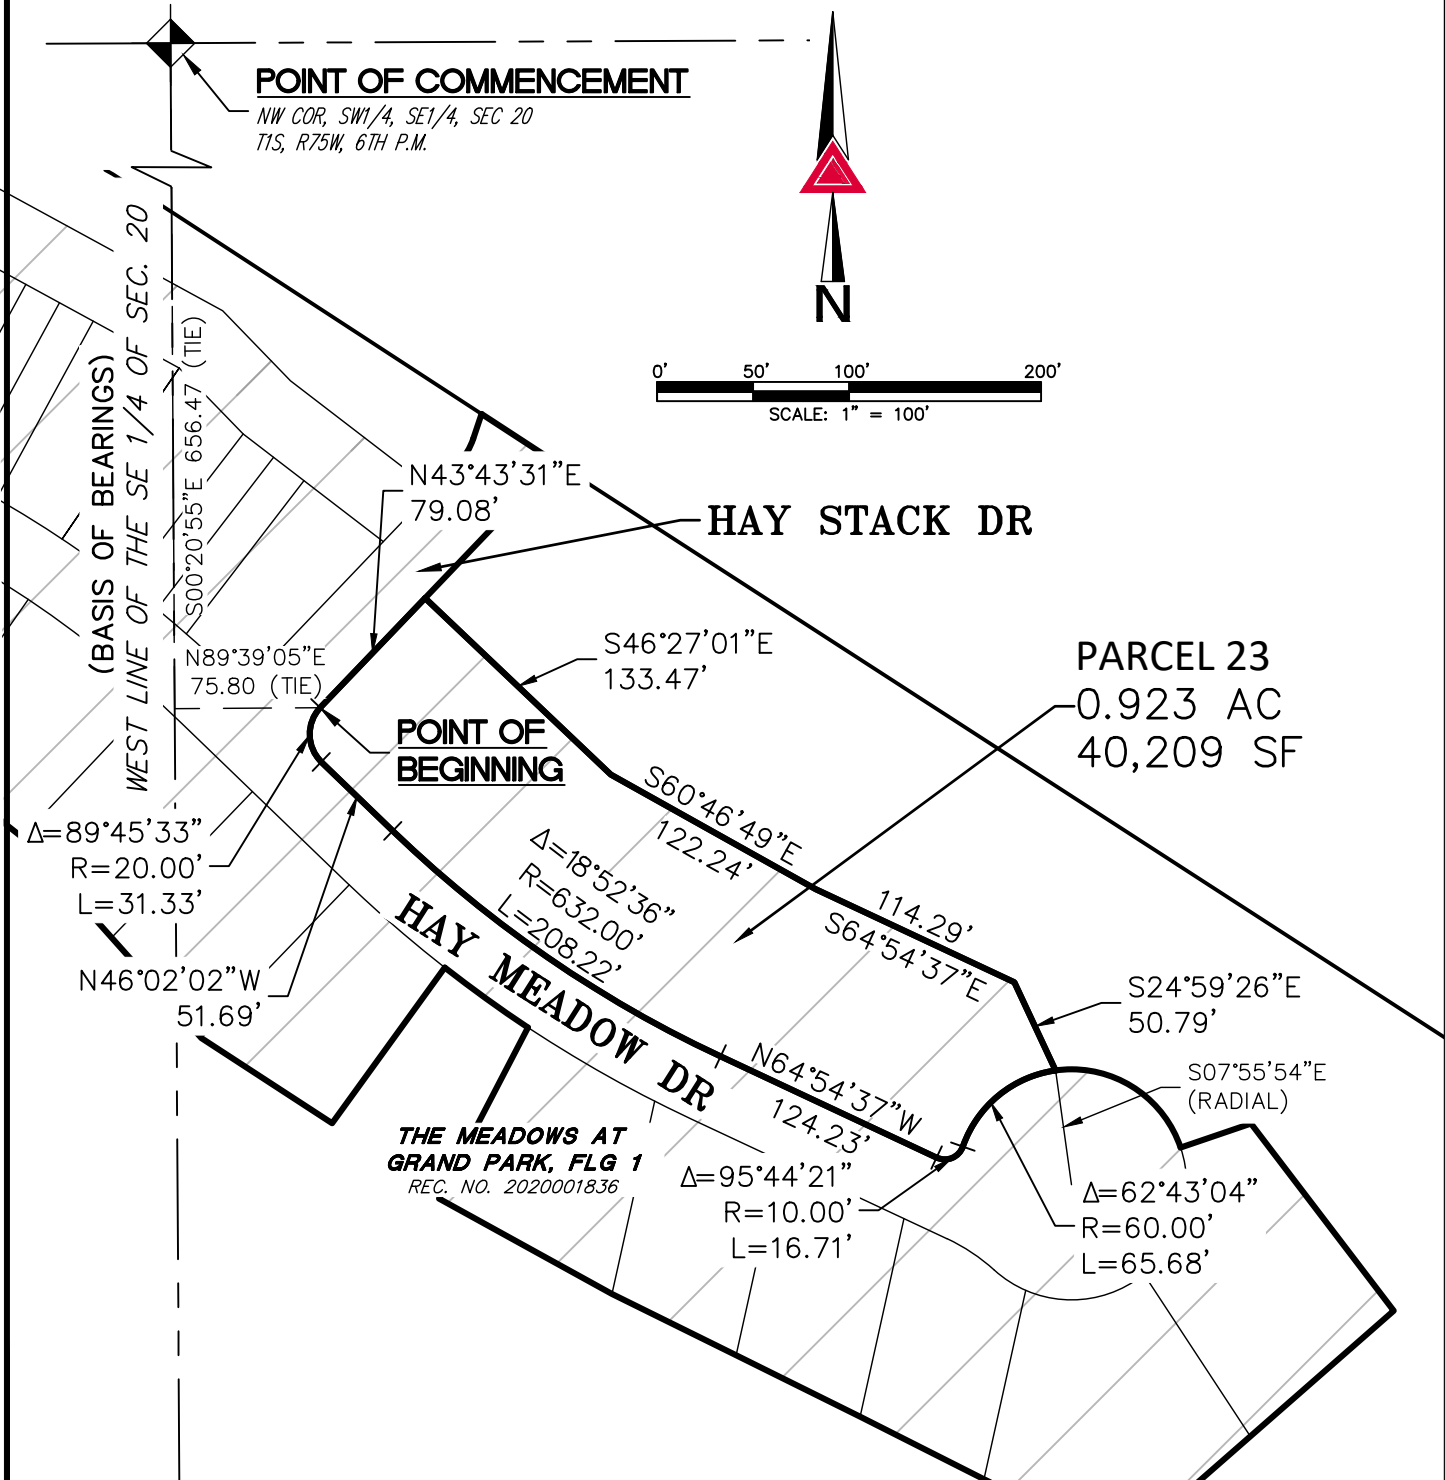 POINT OF COMMENCEMENT
NW COR, SW1/4, SE1/4, SEC 20
T1S, R75W, 6TH P.M.
N
0' 50' 100' 200'
SCALE: 1" = 100'
(BASIS OF BEARINGS)
WEST LINE OF THE SE 1/4 OF SEC. 20
S00°20'55"E 656.47 (TIE)
N43°43'31"E
79.08'
HAY STACK DR
N89°39'05"E
75.80 (TIE)
S46°27'01"E
133.47'
PARCEL 23
0.923 AC
40,209 SF
POINT OF
BEGINNING
S60°46'49"E
122.24'
Δ=89°45'33"
R=20.00'
L=31.33'
Δ=18°52'36"
R=632.00'
L=208.22'
114.29'
S64°54'37"E
HAY MEADOW DR
N46°02'02"W
51.69'
S24°59'26"E
50.79'
N64°54'37"W
124.23'
S07°55'54"E
(RADIAL)
THE MEADOWS AT
GRAND PARK, FLG 1
REC. NO. 2020001836
Δ=95°44'21"
R=10.00'
L=16.71'
Δ=62°43'04"
R=60.00'
L=65.68'